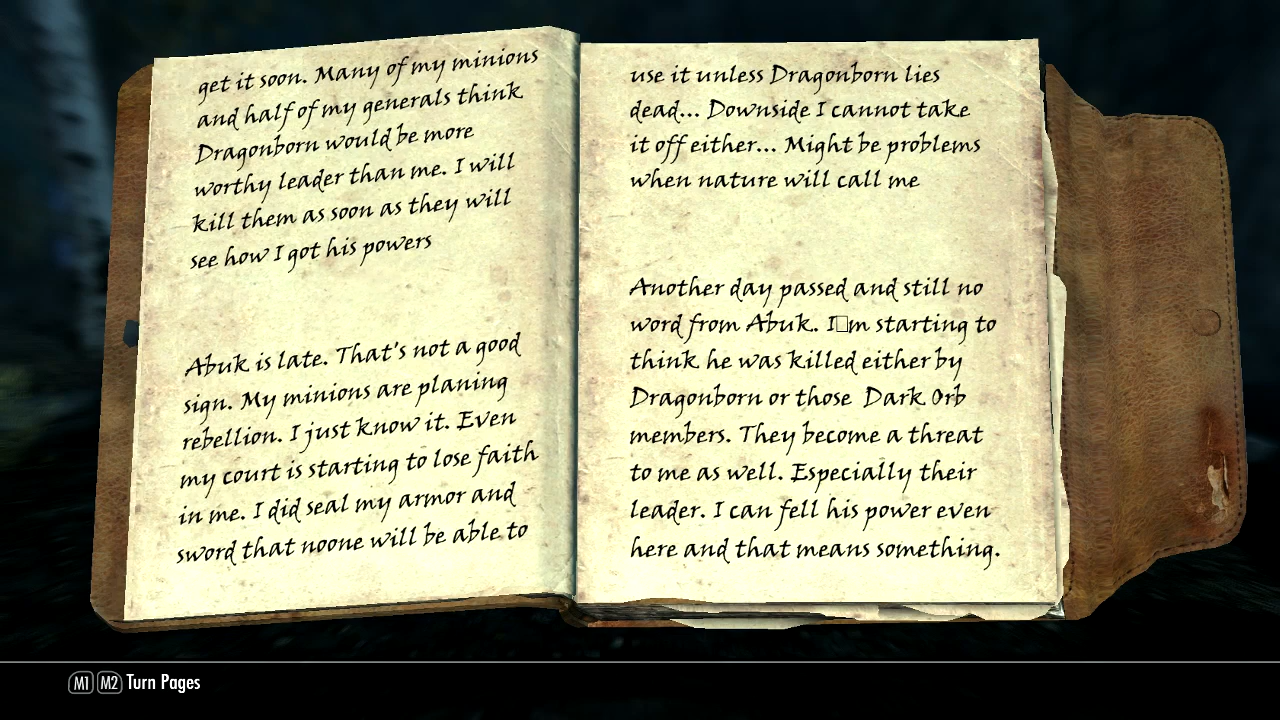 get it soon. Many of my minions
and half of my generals think
Dragonborn would be more
worthy leader than me. I will
kill them as soon as they will
see how I got his powers
Abuk is late. That's not a good
sign. My minions are planing
rebellion. I just know it. Even
my court is starting to lose faith
in me. I did seal my armor and
sword that noone will be able to
use it unless Dragonborn lies
dead... Downside I cannot take
it off either... Might be problems
when nature will call me
Another day passed and still no
word from Abuk. I□m starting to
think he was killed either by
Dragonborn or those Dark Orb
members. They become a threat
to me as well. Especially their
leader. I can fell his power even
here and that means something.
M1 M2 Turn Pages